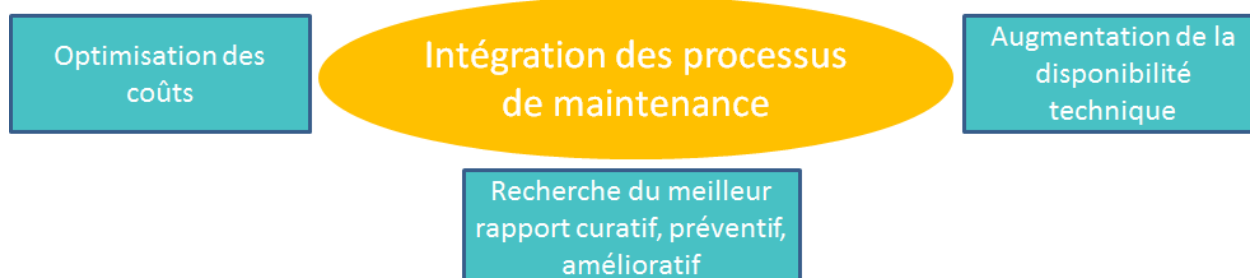 Optimisation des
coûts
Intégration des processus
de maintenance
Augmentation de la
disponibilité
technique
Recherche du meilleur
rapport curatif, préventif,
amélioratif